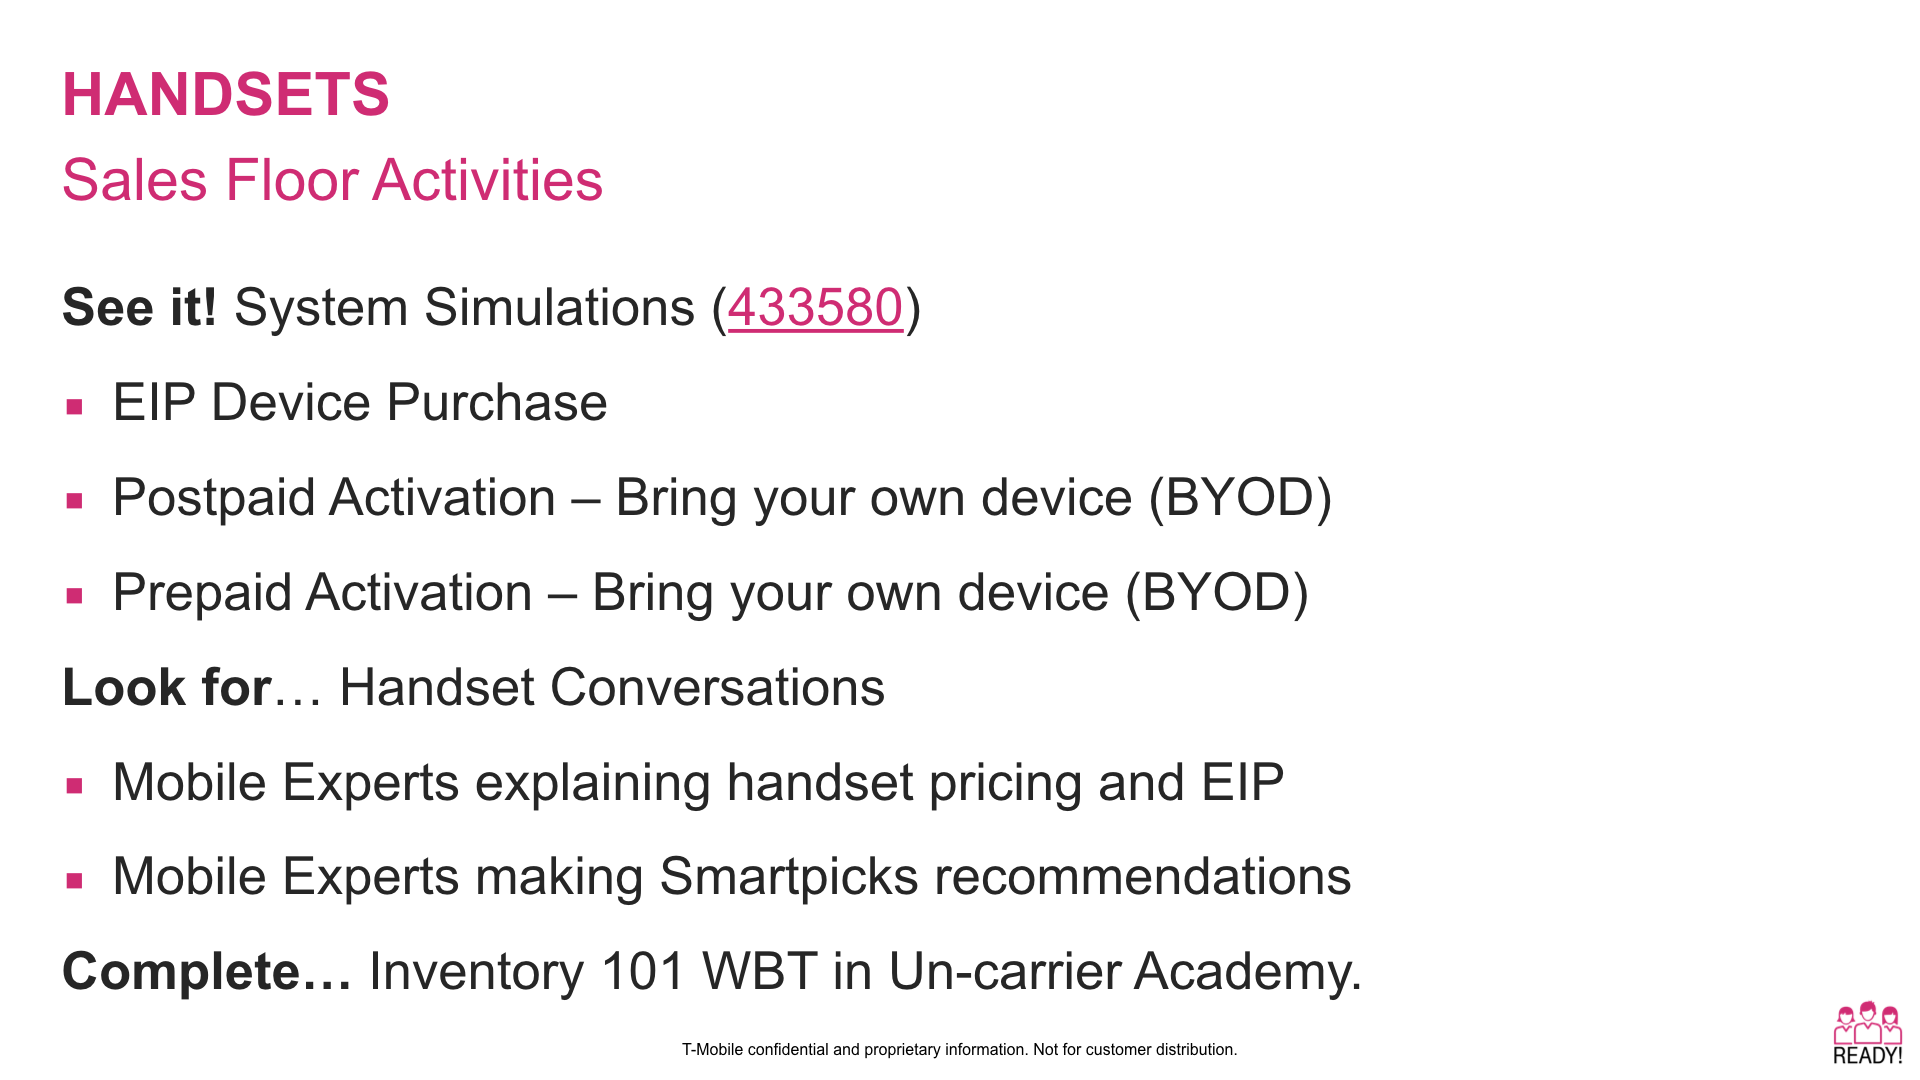 HANDSETS
Sales Floor Activities
See it! System Simulations (433580)
▪ EIP Device Purchase
▪ Postpaid Activation – Bring your own device (BYOD)
▪ Prepaid Activation – Bring your own device (BYOD)
Look for… Handset Conversations
▪ Mobile Experts explaining handset pricing and EIP
▪ Mobile Experts making Smartpicks recommendations
Complete… Inventory 101 WBT in Un-carrier Academy.
T-Mobile confidential and proprietary information. Not for customer distribution.
READY!